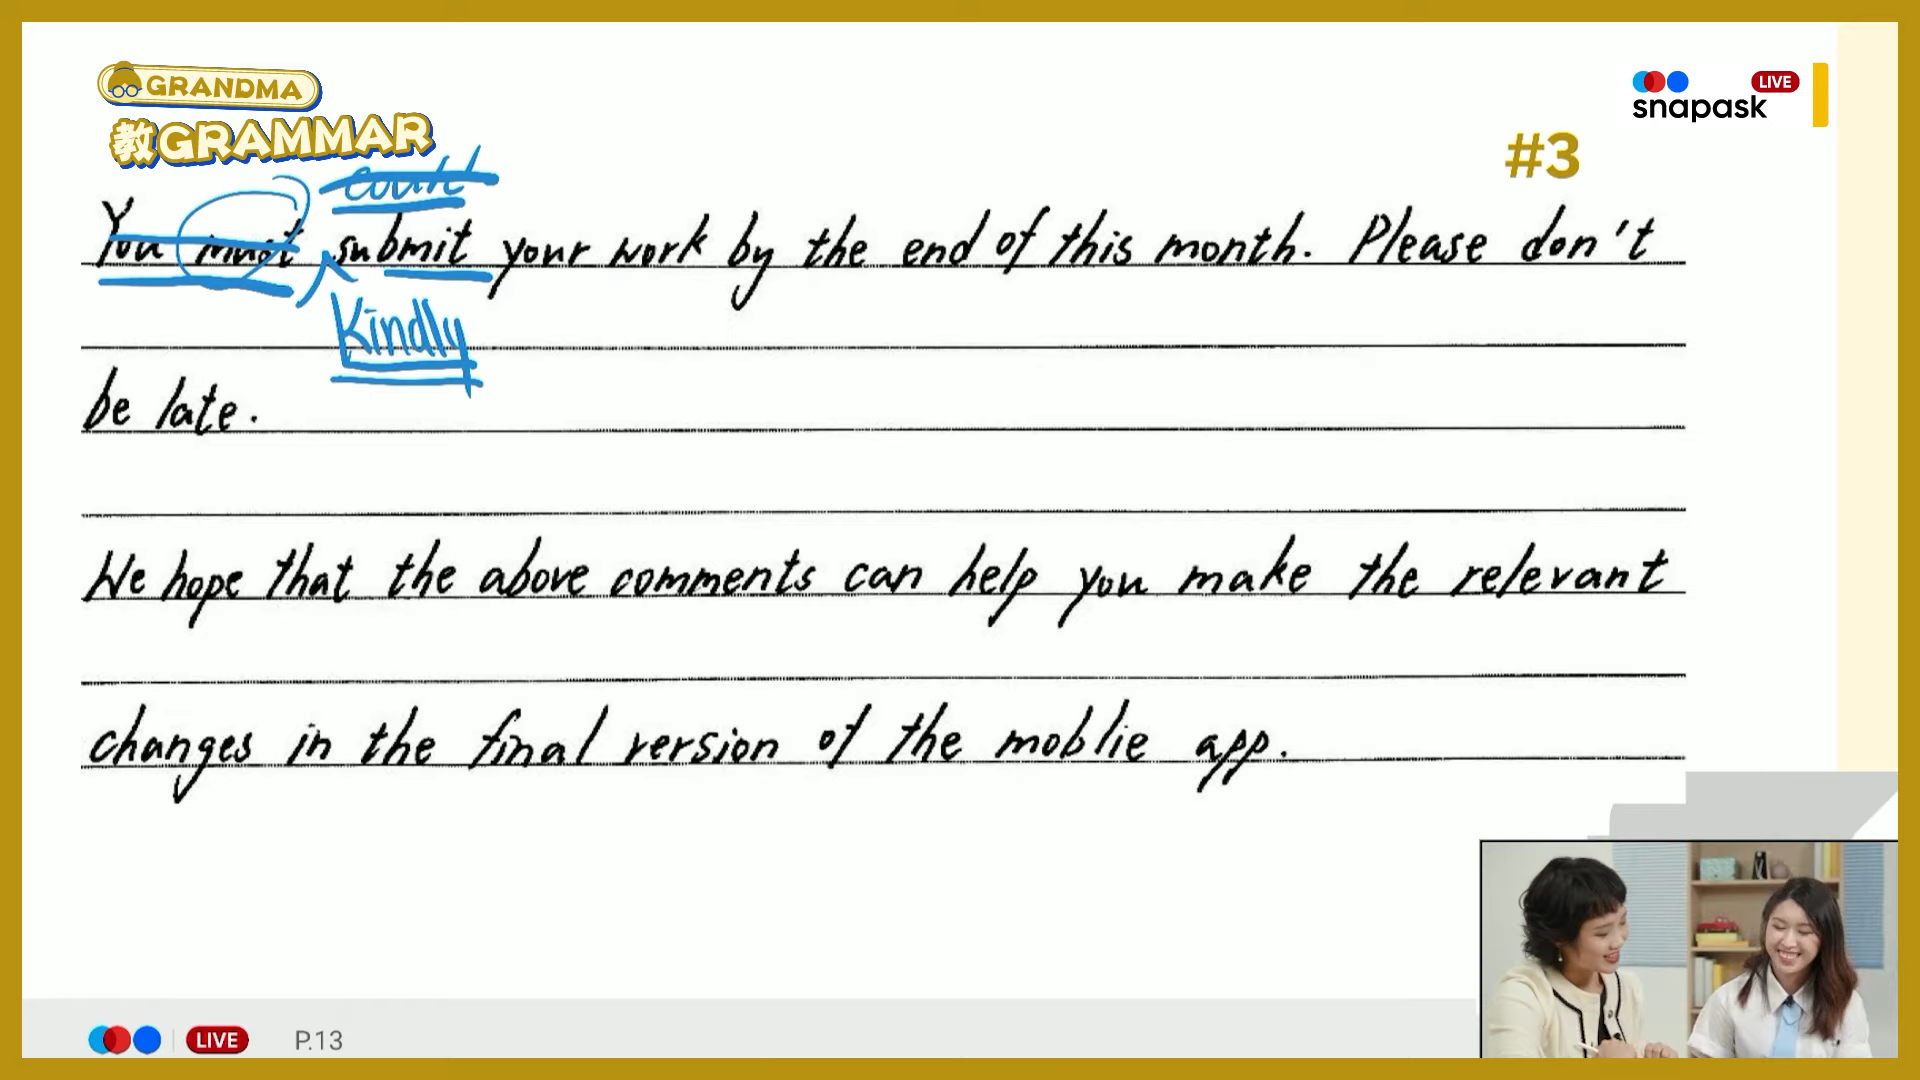 GRANDMA
教GRAMMAR
LIVE
snapask
#3
could
You must submit your work by the end of this month. Please don't
Kindly
be late.
We hope that the above comments can help you make the relevant
changes in the final version of the moblie app.
LIVE
P.13